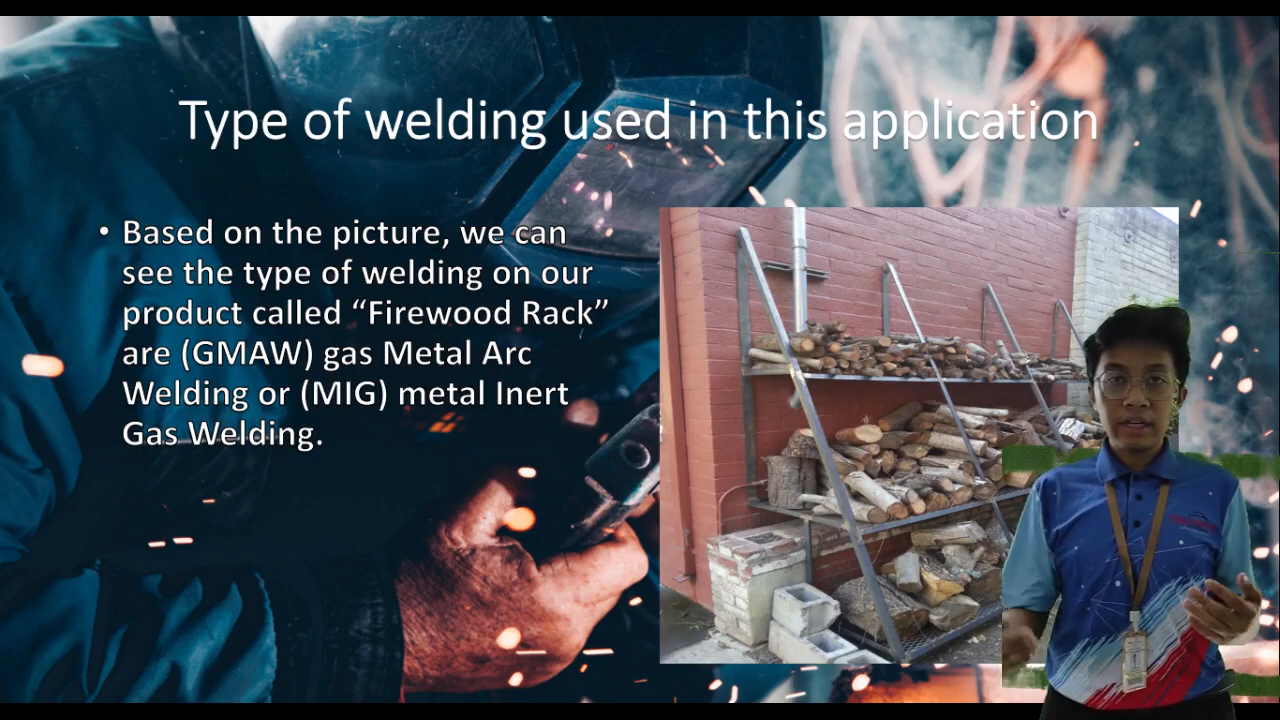 Type of welding used in this application
• Based on the picture, we can
see the type of welding on our
product called “Firewood Rack”
are (GMAW) gas Metal Arc
Welding or (MIG) metal Inert
Gas Welding.